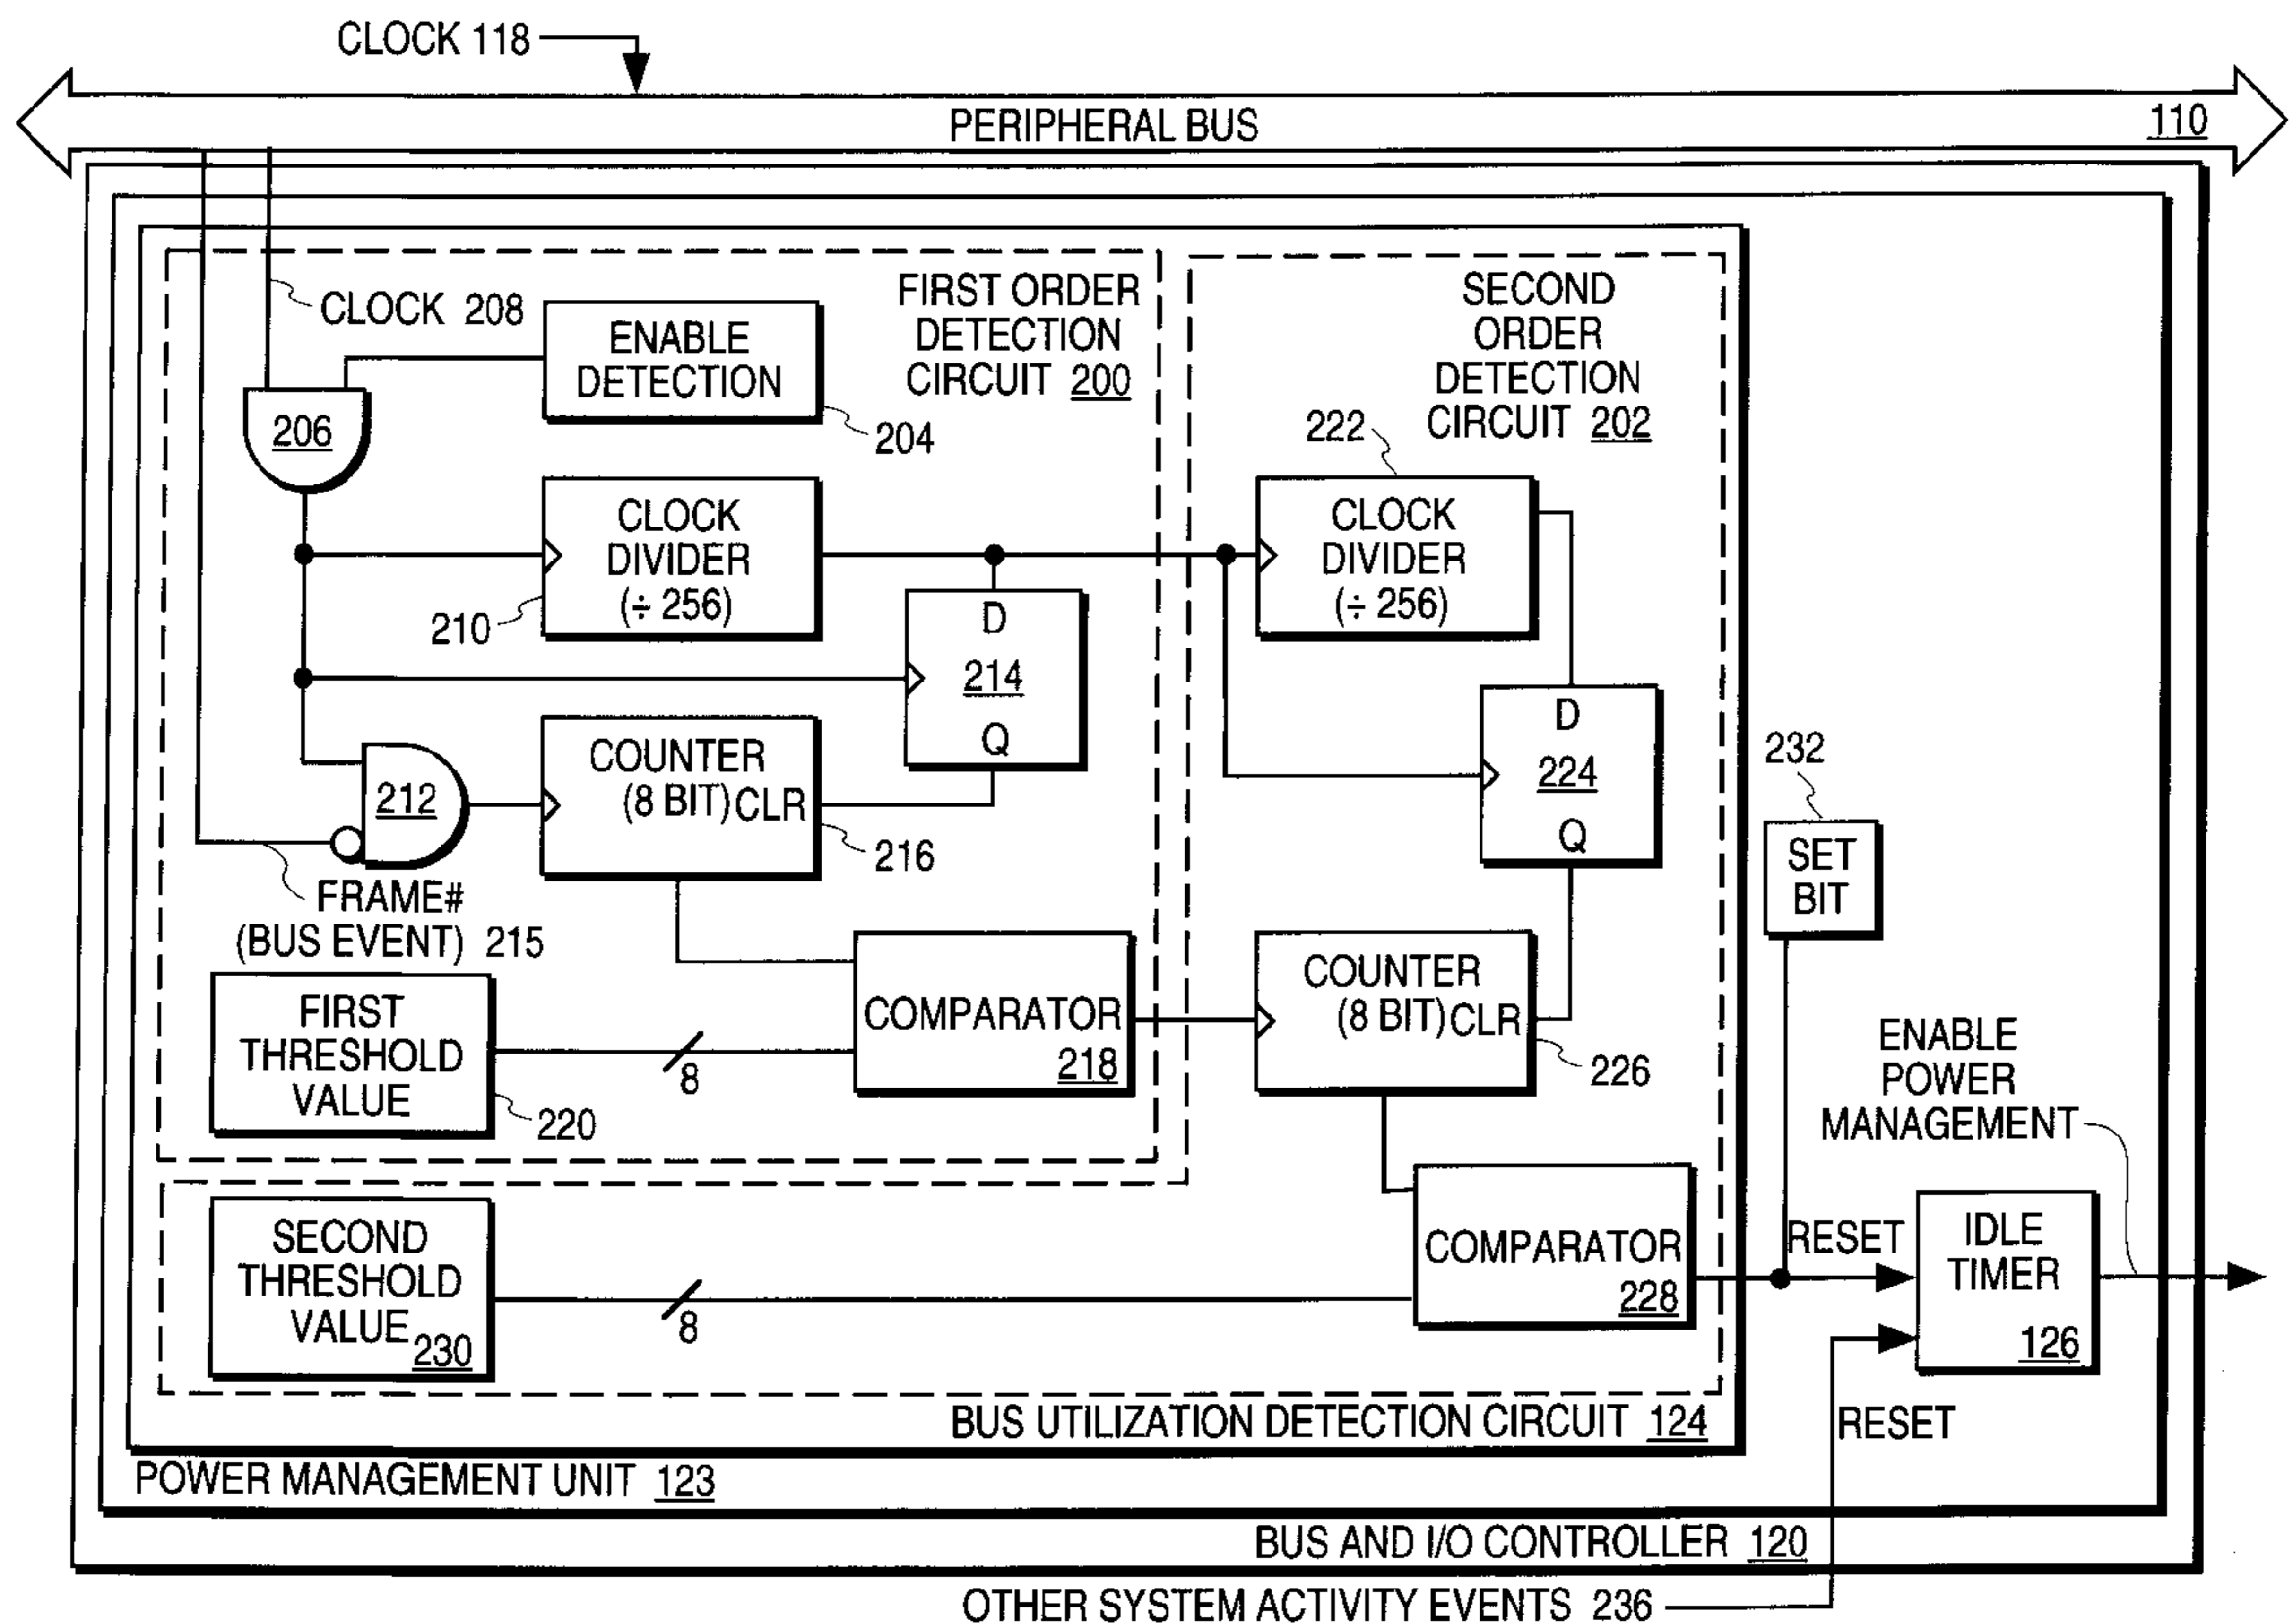 CLOCK 118
PERIPHERAL BUS
110
CLOCK 208
ENABLE
DETECTION
204
FIRST ORDER
DETECTION
CIRCUIT 200
SECOND
ORDER
DETECTION
CIRCUIT 202
206
222
CLOCK
DIVIDER
(÷ 256)
210
CLOCK
DIVIDER
(÷ 256)
D
214
Q
D
224
Q
212
COUNTER
(8 BIT) CLR
216
232
SET
BIT
FRAME#
(BUS EVENT) 215
FIRST
THRESHOLD
VALUE
220
8
COMPARATOR
218
COUNTER
(8 BIT) CLR
226
ENABLE
POWER
MANAGEMENT
SECOND
THRESHOLD
VALUE
230
8
COMPARATOR
228
RESET
IDLE
TIMER
126
RESET
BUS UTILIZATION DETECTION CIRCUIT 124
POWER MANAGEMENT UNIT 123
BUS AND I/O CONTROLLER 120
OTHER SYSTEM ACTIVITY EVENTS 236